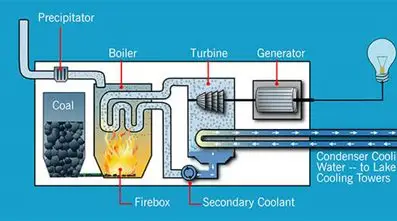 Precipitator
Boiler
Turbine
Generator
Coal
Condenser Cooli
Water -- to Lake
Cooling Towers
Firebox
Secondary Coolant